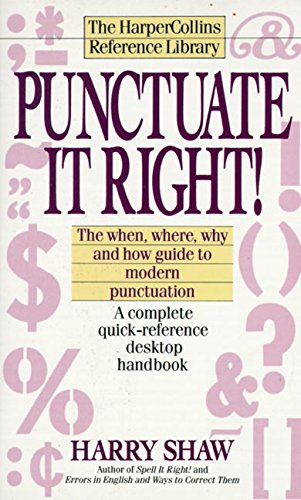 The HarperCollins
Reference Library
PUNCTUATE
IT RIGHT!
The when, where, why
and how guide to
modern
punctuation
A complete
quick-reference
desktop
handbook
HARRY SHAW
Author of Spell It Right! and
Errors in English and Ways to Correct Them